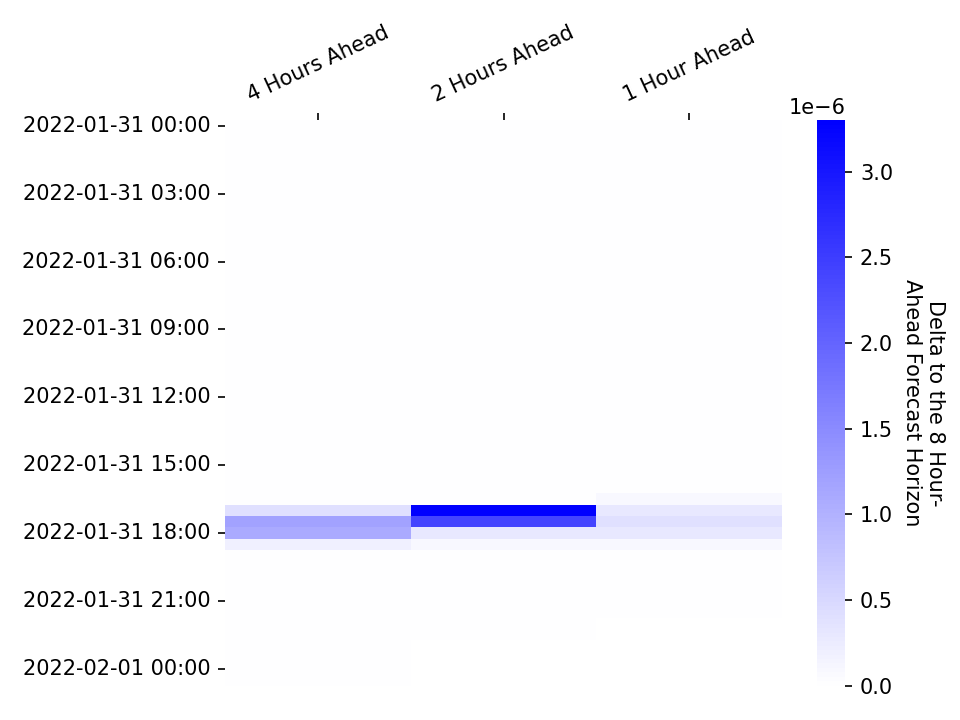 4 Hours Ahead
2 Hours Ahead
1 Hour Ahead
2022-01-31 00:00
2022-01-31 03:00
2022-01-31 06:00
2022-01-31 09:00
2022-01-31 12:00
2022-01-31 15:00
2022-01-31 18:00
2022-01-31 21:00
2022-02-01 00:00
1e−6
3.0
2.5
2.0
1.5
1.0
0.5
0.0
Delta to the 8 Hour-
Ahead Forecast Horizon